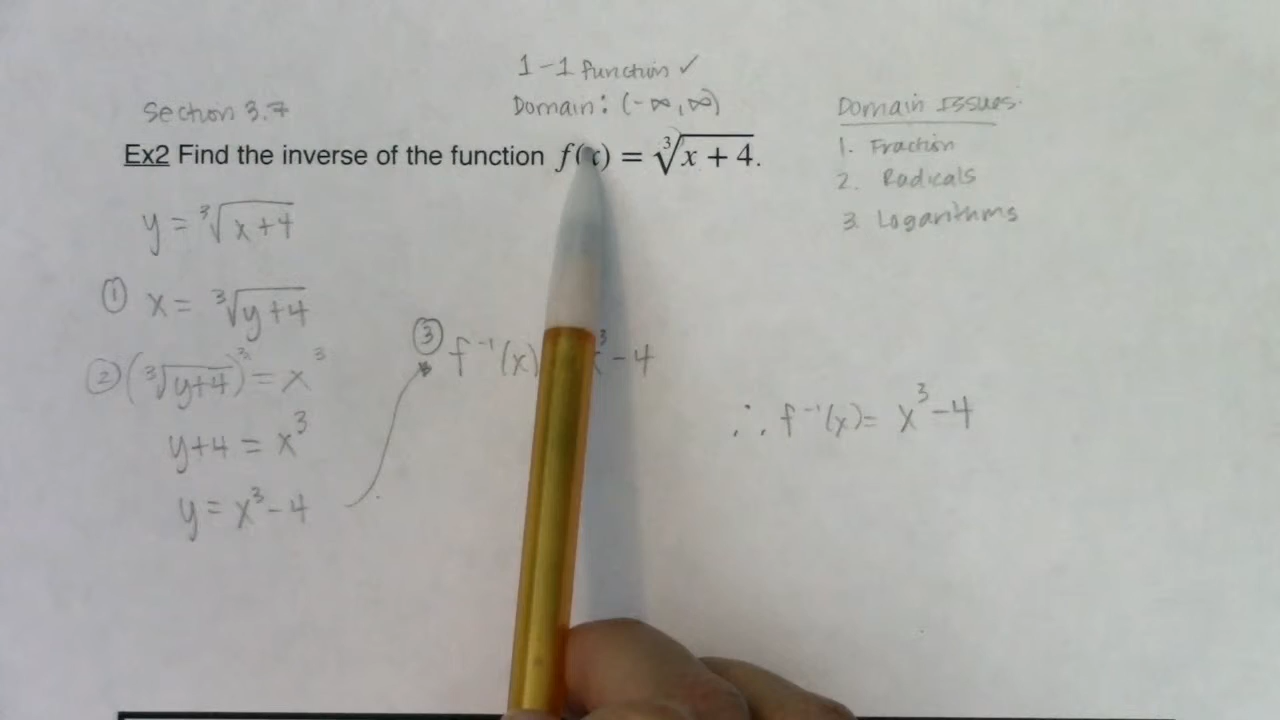 1-1 function ✓
Section 3.7
Domain: (-∞, ∞)
Ex2 Find the inverse of the function f(x) = ∛x + 4.
Domain Issues:
1. Fraction
2. Radicals
3. Logarithms
y = ∛x+4
① x = ∛y+4
② (∛y+4)³ = x³
y+4 = x³
y = x³-4
③ f⁻¹(x) x³-4
∴ f⁻¹(x) = x³-4